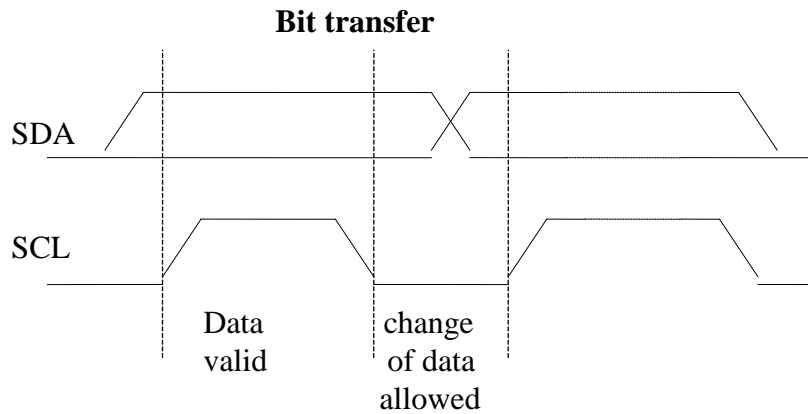 Bit transfer
SDA
SCL
Data
valid
change
of data
allowed